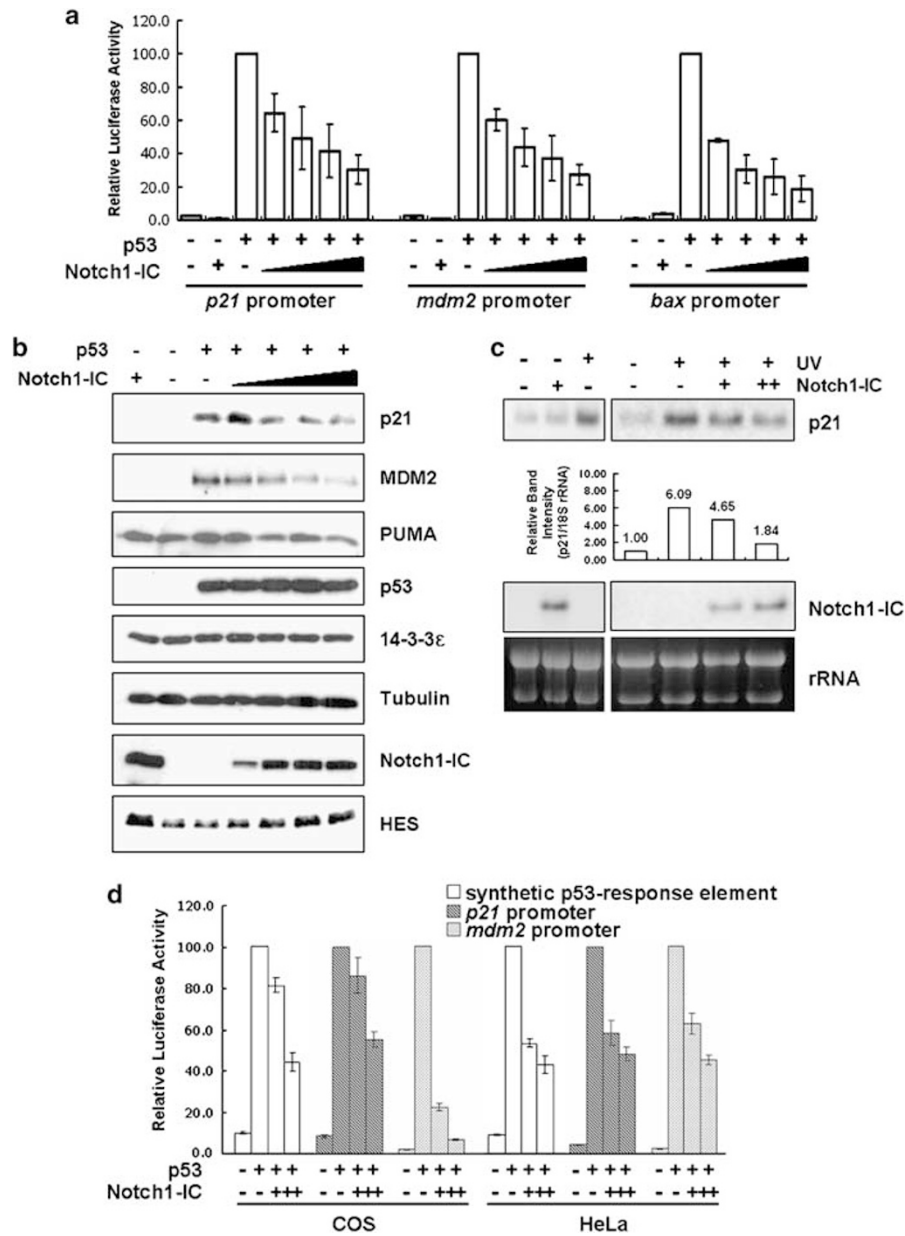 a
120.0
100.0
80.0
60.0
40.0
20.0
0.0
Relative Luciferase Activity
p53 - - + + + + + - - + + + + + - - + + + + +
Notch1-IC - + - - + - - + -
p21 promoter mdm2 promoter bax promoter
b
p53 - - + + + + +
Notch1-IC + - -
p21
MDM2
PUMA
p53
14-3-3ε
Tubulin
Notch1-IC
HES
c
- - + - + + + UV
- + - - - + ++ Notch1-IC
p21
Relative Band
Intensity
(p21/18S rRNA)
10.00
8.00
6.00
4.00
2.00
0.00
1.00 6.09 4.65 1.84
Notch1-IC
rRNA
d
synthetic p53-response element
p21 promoter
mdm2 promoter
120.0
100.0
80.0
60.0
40.0
20.0
0.0
Relative Luciferase Activity
p53 - + + + - + + + - + + + - + + + - + + + - + + +
Notch1-IC - - + ++ - - + ++ - - + ++ - - + ++ - - + ++ - - + ++
COS HeLa